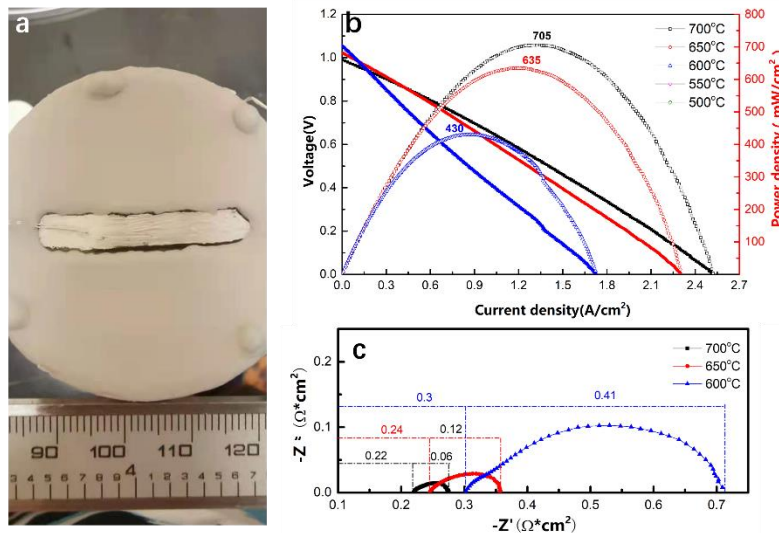 a
90 100 110 120
4
b
1.2
1.0
0.8
0.6
0.4
0.2
0.0
Voltage(V)
705
635
430
700°C
650°C
600°C
550°C
500°C
800
700
600
500
400
300
200
100
Power density / mW/cm²
0.0 0.3 0.6 0.9 1.2 1.5 1.8 2.1 2.4 2.7
Current density(A/cm²)
c
0.2
0.1
0.0
(Ω*cm²)
0.3 0.41
0.24 0.12
0.22 0.06
700°C
650°C
600°C
0.1 0.2 0.3 0.4 0.5 0.6 0.7
-Z' (Ω*cm²)